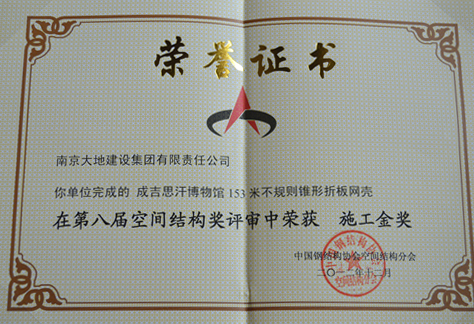 荣誉证书
南京大地建设集团有限责任公司
你单位完成的 成吉思汗博物馆153米不规则锥形折板网壳
在第八届空间结构奖评审中荣获 施工金奖
中国钢结构协会空间结构分会